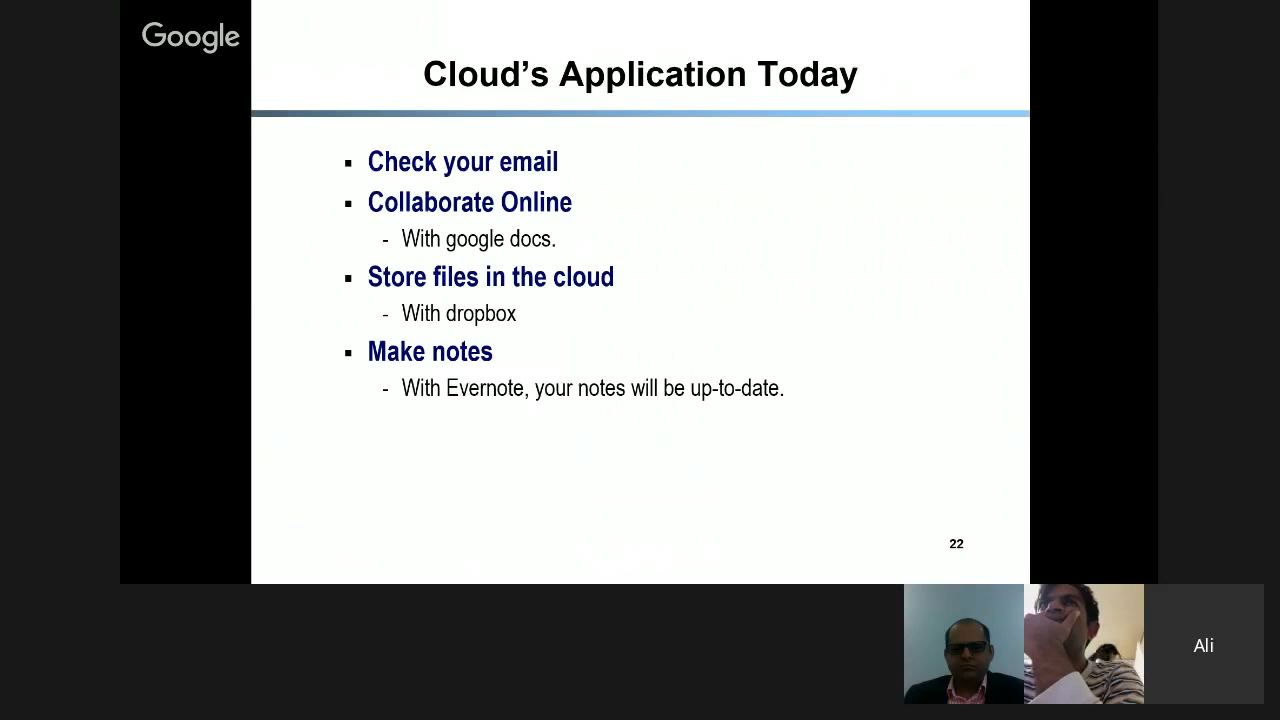 Google
Cloud’s Application Today
▪ Check your email
▪ Collaborate Online
- With google docs.
▪ Store files in the cloud
- With dropbox
▪ Make notes
- With Evernote, your notes will be up-to-date.
22
Ali